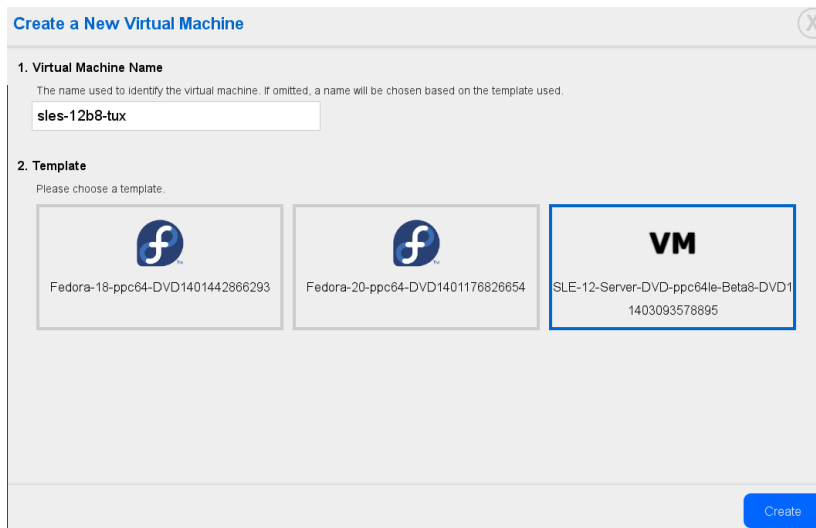 Create a New Virtual Machine
X
1. Virtual Machine Name
The name used to identify the virtual machine. If omitted, a name will be chosen based on the template used.
sles-12b8-tux
2. Template
Please choose a template.
VM
Fedora-18-ppc64-DVD1401442866293
Fedora-20-ppc64-DVD1401176826654
SLE-12-Server-DVD-ppc64le-Beta8-DVD1
1403093578895
Create